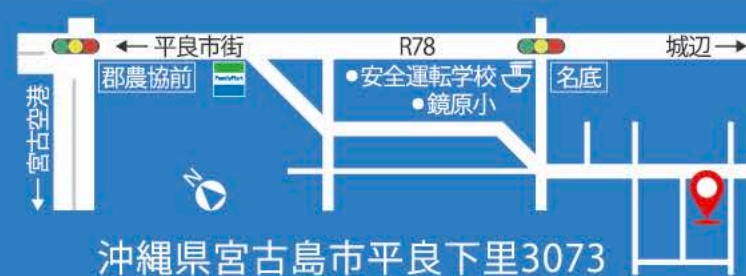 ← 平良市街
R78
城辺→
郡農協前
FamilyMart
●安全運転学校
名底
●鏡原小
←宮古空港
N
沖縄県宮古島市平良下里3073